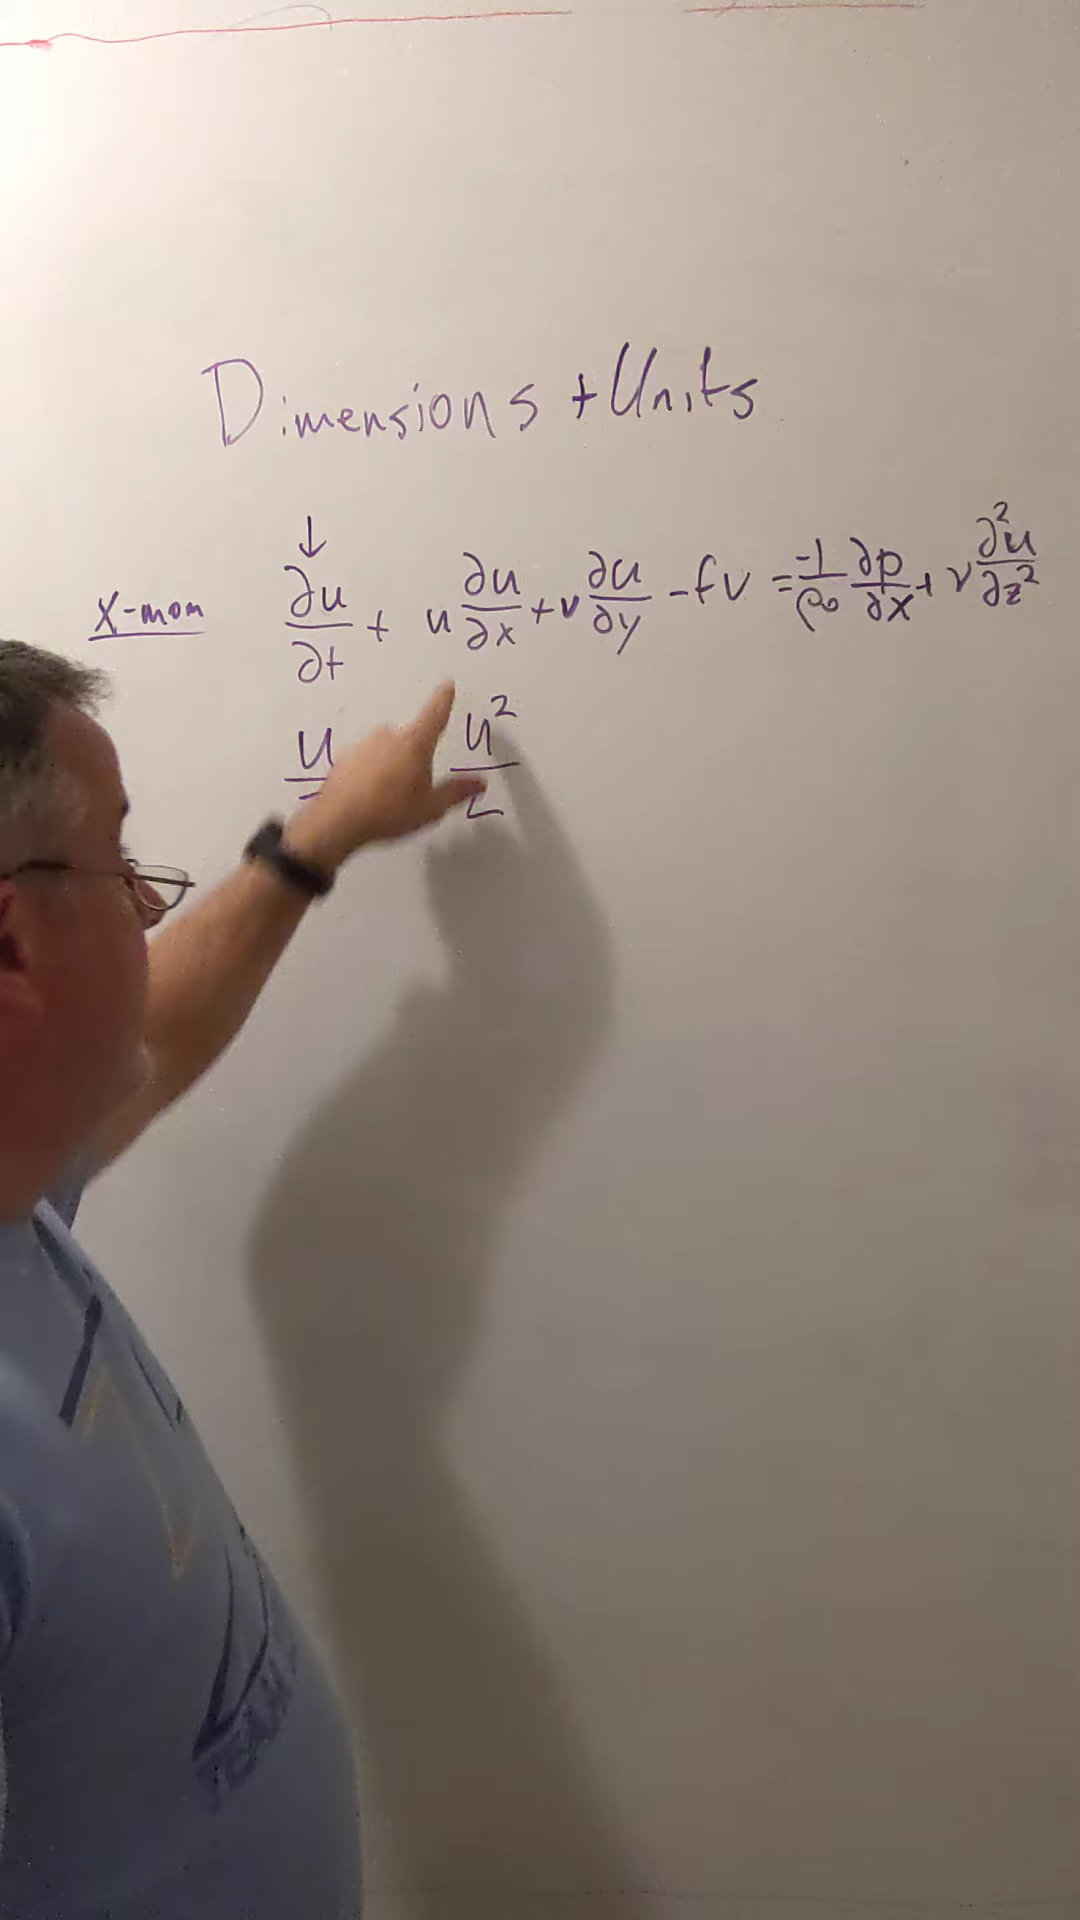 Dimensions + Units
↓
x-mom ∂u/∂t + u ∂u/∂x + v ∂u/∂y - fv = -1/ρ₀ ∂p/∂x + ν ∂²u/∂z²
U U²/L